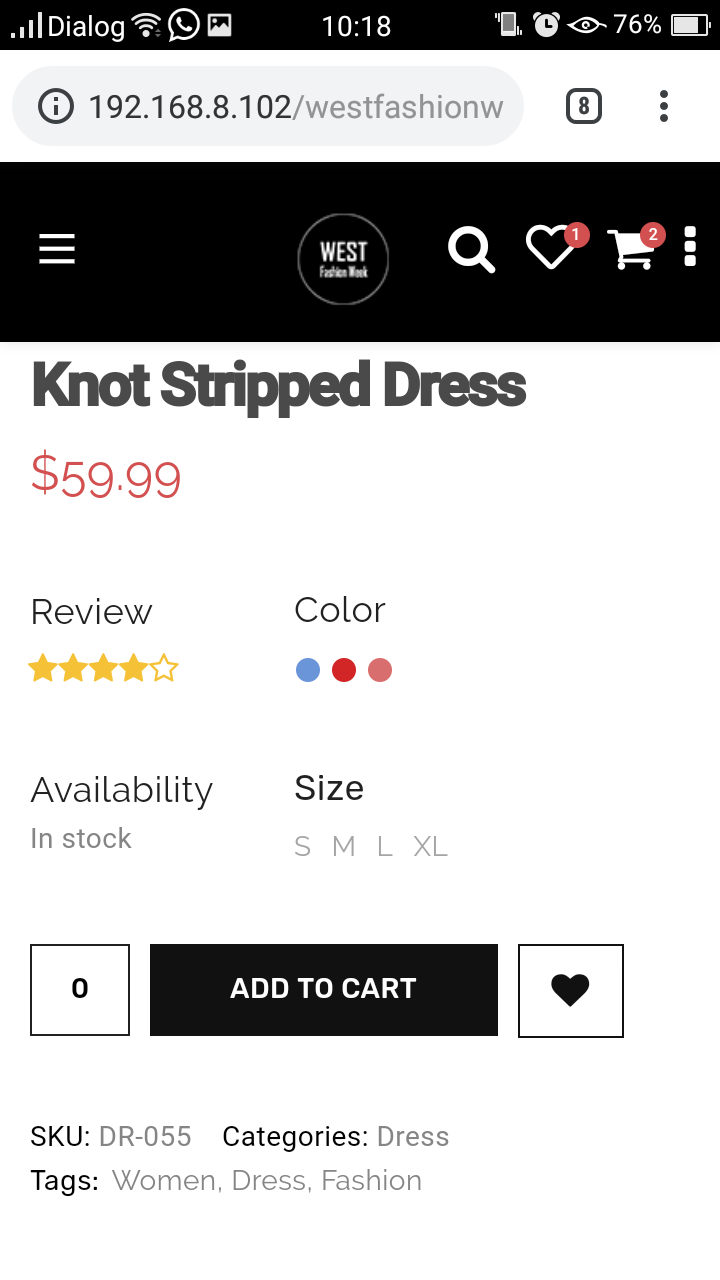 Dialog 10:18 76%
192.168.8.102/westfashionw 8
WEST
Fashion Week
1 2
Knot Stripped Dress
$59.99
Review Color
Availability Size
In stock
S M L XL
0 ADD TO CART
SKU: DR-055 Categories: Dress
Tags: Women, Dress, Fashion